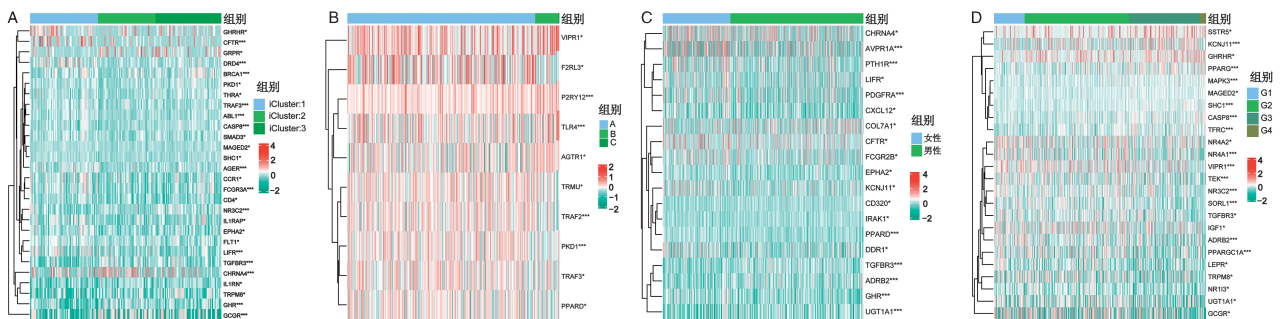 A
组别
GHRHR*
CFTR***
GRPR*
DRD4***
BRCA1***
PKD1*
THRA*
TRAF3***
ABL1***
CASP8***
SMAD3*
MAGED2*
SHC1*
AGER***
CCR1*
FCGR3A***
CD4*
NR3C2***
IL1RAP*
EPHA2*
FLT1*
LIFR***
TGFBR3***
CHRNA4***
IL1RN*
TRPM8*
GHR***
GCGR***
组别
iCluster:1
iCluster:2
iCluster:3
4
2
0
−2
B
组别
VIPR1*
F2RL3*
P2RY12***
TLR4***
AGTR1*
TRMU*
TRAF2***
PKD1***
TRAF3*
PPARD*
组别
A
B
C
2
1
0
−1
−2
C
组别
CHRNA4*
AVPR1A***
PTH1R***
LIFR*
PDGFRA***
CXCL12*
COL7A1*
CFTR*
FCGR2B*
EPHA2*
KCNJ11*
CD320*
IRAK1*
PPARD***
DDR1*
TGFBR3***
ADRB2***
GHR***
UGT1A1***
组别
女性
男性
4
2
0
−2
D
组别
SSTR5*
KCNJ11***
GHRHR*
PPARG***
MAPK3***
MAGED2*
SHC1***
CASP8***
TFRC***
NR4A2*
NR4A1***
VIPR1***
TEK***
NR3C2***
SORL1***
TGFBR3*
IGF1*
ADRB2***
PPARGC1A***
LEPR*
TRPM8*
NR1I3*
UGT1A1*
GCGR*
组别
G1
G2
G3
G4
4
2
0
−2